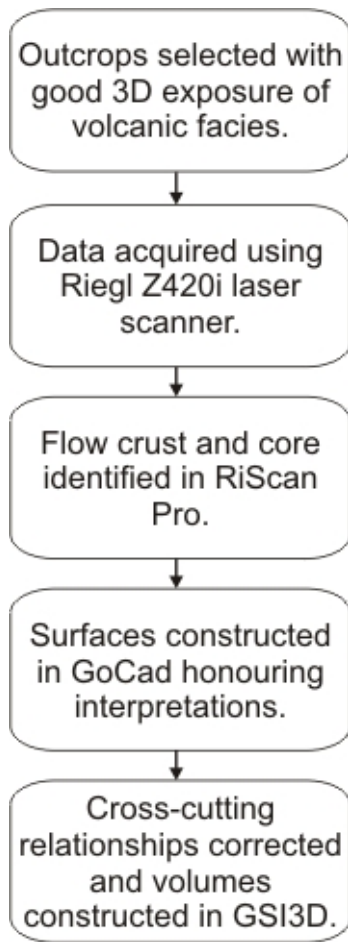 Outcrops selected with
good 3D exposure of
volcanic facies.
Data acquired using
Riegl Z420i laser
scanner.
Flow crust and core
identified in RiScan
Pro.
Surfaces constructed
in GoCad honouring
interpretations.
Cross-cutting
relationships corrected
and volumes
constructed in GSI3D.